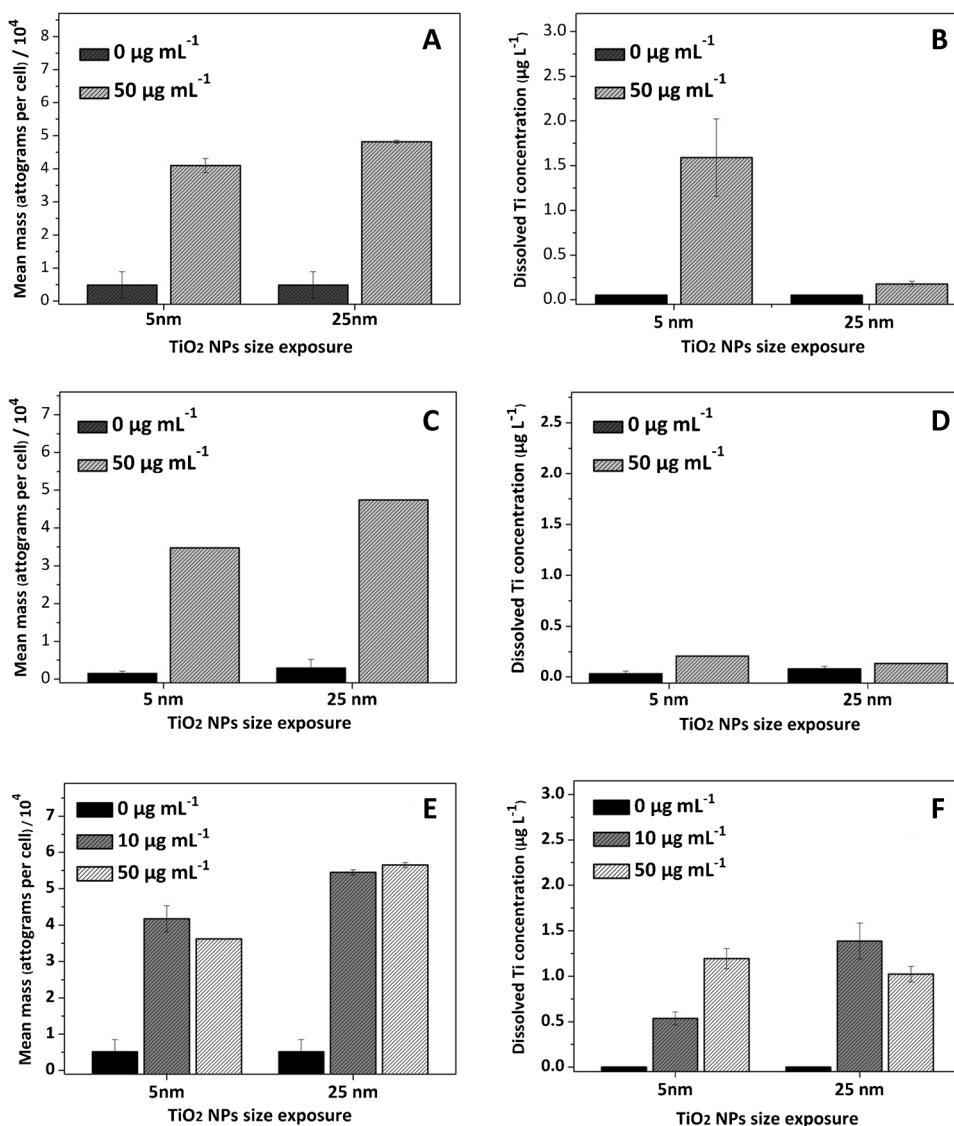 A
0 µg mL⁻¹
50 µg mL⁻¹
Mean mass (attograms per cell) / 10⁴
8
7
6
5
4
3
2
1
0
5nm
25nm
TiO₂ NPs size exposure
B
0 µg mL⁻¹
50 µg mL⁻¹
Dissolved Ti concentration (µg L⁻¹)
3.0
2.5
2.0
1.5
1.0
0.5
0.0
5 nm
25 nm
TiO₂ NPs size exposure
C
0 µg mL⁻¹
50 µg mL⁻¹
Mean mass (attograms per cell) / 10⁴
7
6
5
4
3
2
1
0
5 nm
25 nm
TiO₂ NPs size exposure
D
0 µg mL⁻¹
50 µg mL⁻¹
Dissolved Ti concentration (µg L⁻¹)
2.5
2.0
1.5
1.0
0.5
0.0
5 nm
25 nm
TiO₂ NPs size exposure
E
0 µg mL⁻¹
10 µg mL⁻¹
50 µg mL⁻¹
Mean mass (attograms per cell) / 10⁴
7
6
5
4
3
2
1
0
5nm
25 nm
TiO₂ NPs size exposure
F
0 µg mL⁻¹
10 µg mL⁻¹
50 µg mL⁻¹
Dissolved Ti concentration (µg L⁻¹)
3.0
2.5
2.0
1.5
1.0
0.5
0.0
5nm
25 nm
TiO₂ NPs size exposure